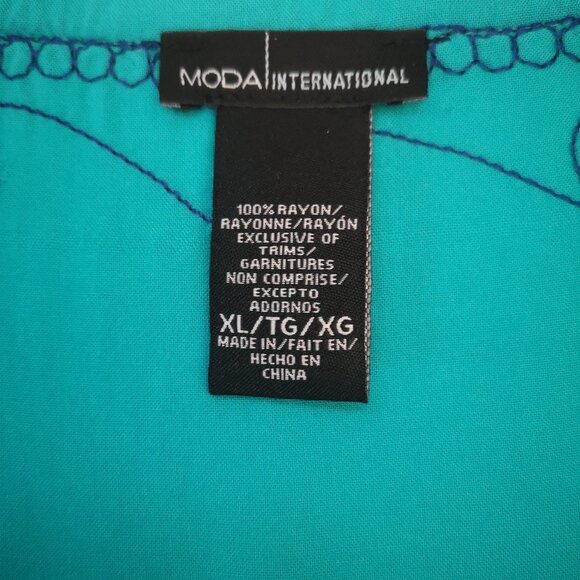 MODA INTERNATIONAL
100% RAYON/
RAYONNE/RAYÓN
EXCLUSIVE OF
TRIMS/
GARNITURES
NON COMPRISE/
EXCEPTO
ADORNOS
XL/TG/XG
MADE IN/FAIT EN/
HECHO EN
CHINA